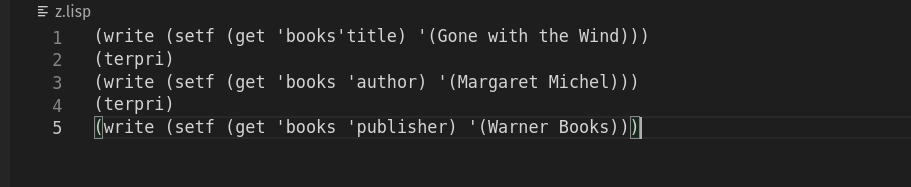 z.lisp
1 (write (setf (get 'books'title) '(Gone with the Wind)))
2 (terpri)
3 (write (setf (get 'books 'author) '(Margaret Michel)))
4 (terpri)
5 (write (setf (get 'books 'publisher) '(Warner Books)))